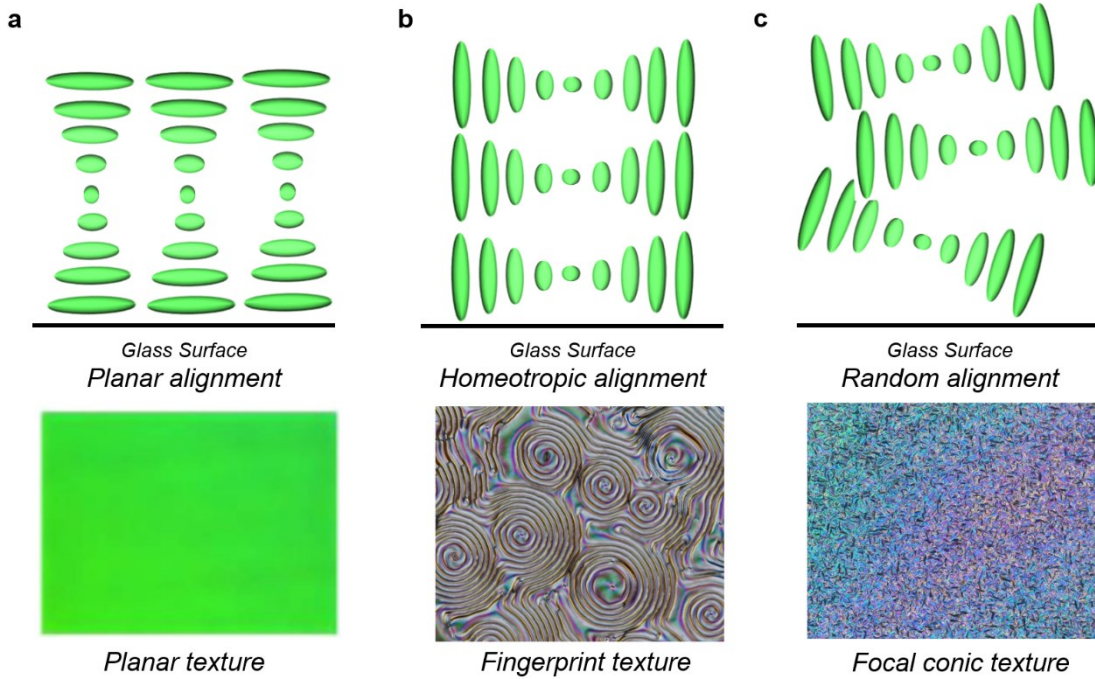 a
b
c
Glass Surface
Planar alignment
Glass Surface
Homeotropic alignment
Glass Surface
Random alignment
Planar texture
Fingerprint texture
Focal conic texture